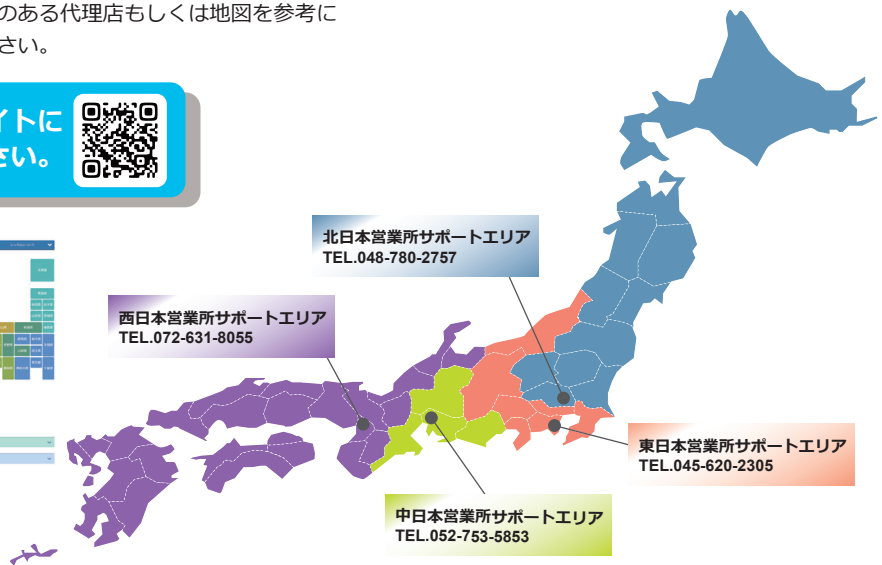 のある代理店もしくは地図を参考に
さい。
イトに
さい。
北日本営業所サポートエリア
TEL.048-780-2757
西日本営業所サポートエリア
TEL.072-631-8055
東日本営業所サポートエリア
TEL.045-620-2305
中日本営業所サポートエリア
TEL.052-753-5853